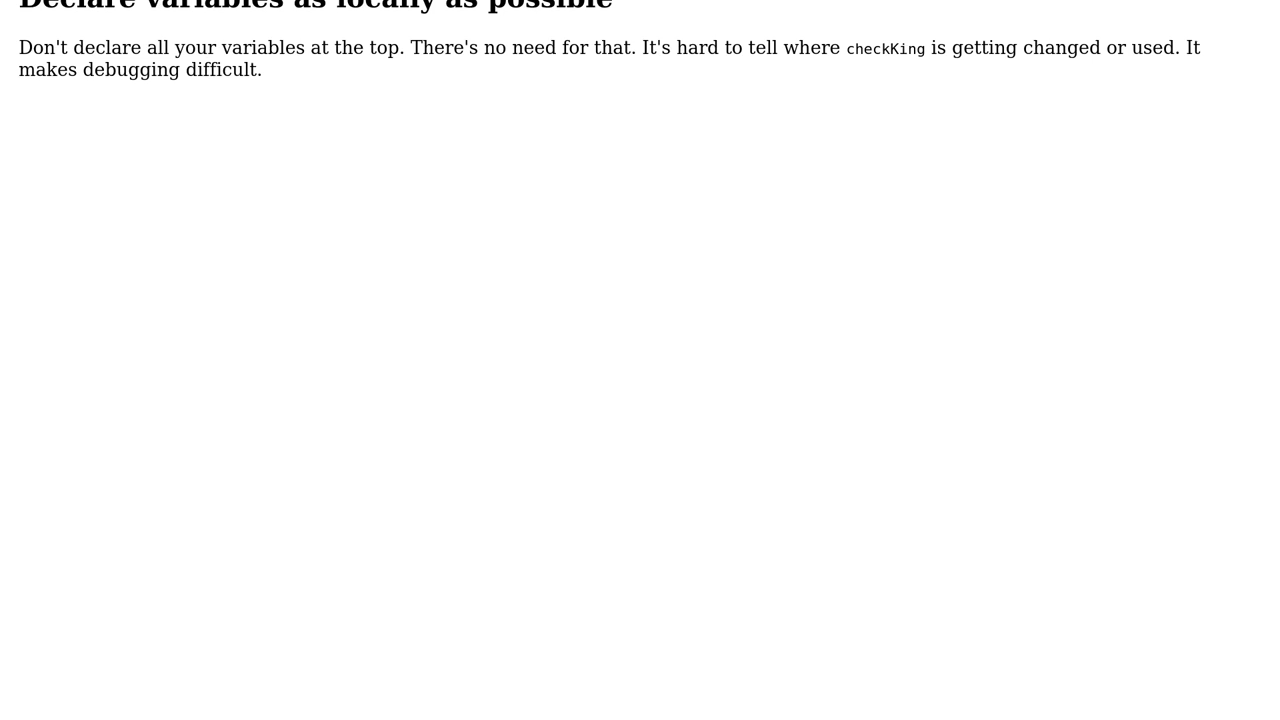 Declare variables as locally as possible
Don't declare all your variables at the top. There's no need for that. It's hard to tell where checkKing is getting changed or used. It
makes debugging difficult.